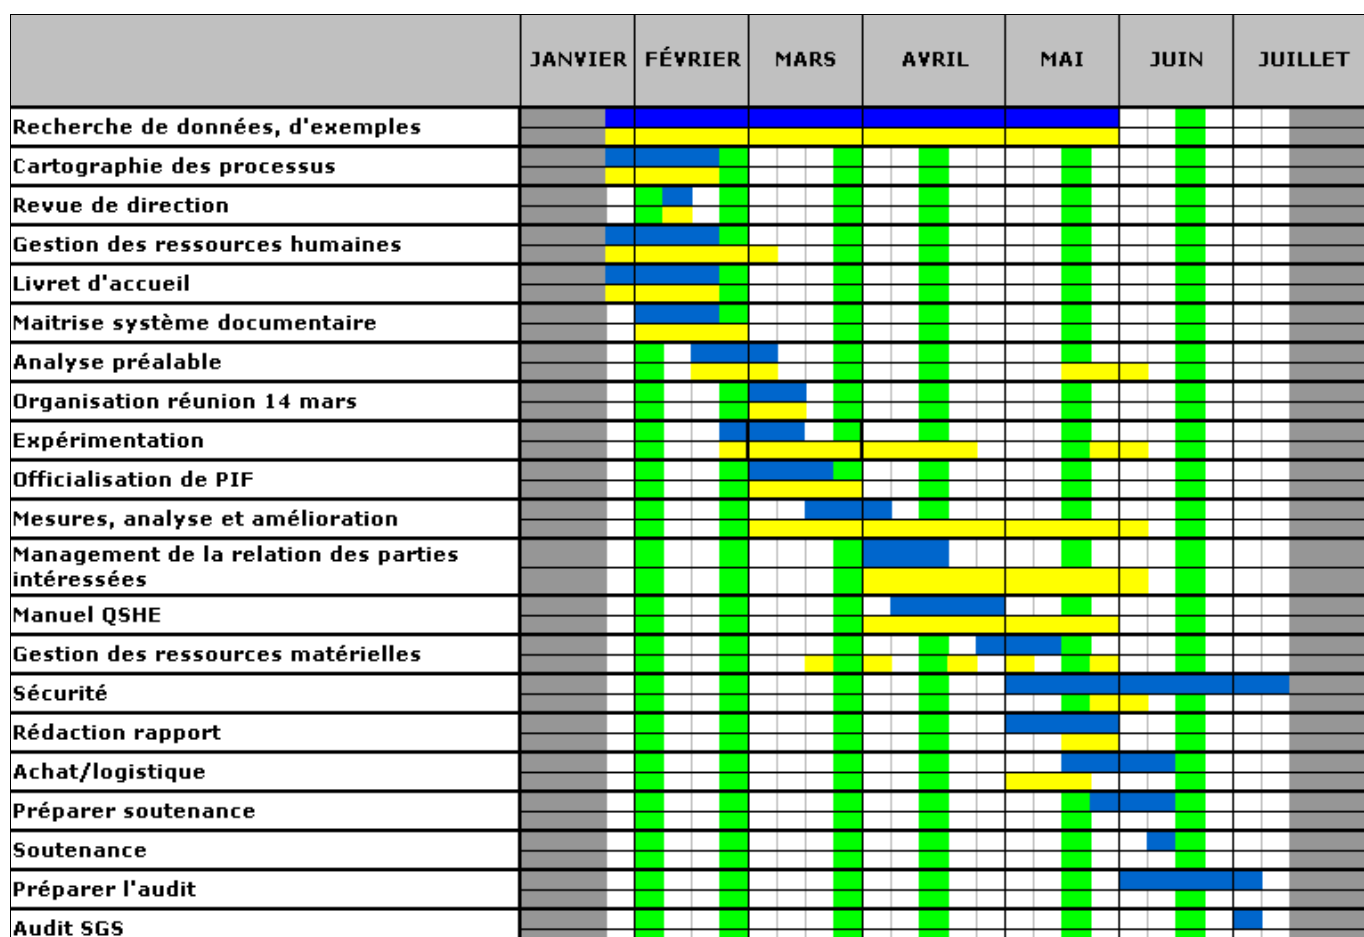 JANVIER FÉVRIER MARS AVRIL MAI JUIN JUILLET
Recherche de données, d'exemples
Cartographie des processus
Revue de direction
Gestion des ressources humaines
Livret d'accueil
Maitrise système documentaire
Analyse préalable
Organisation réunion 14 mars
Expérimentation
Officialisation de PIF
Mesures, analyse et amélioration
Management de la relation des parties
intéressées
Manuel QSHE
Gestion des ressources matérielles
Sécurité
Rédaction rapport
Achat/logistique
Préparer soutenance
Soutenance
Préparer l'audit
Audit SGS